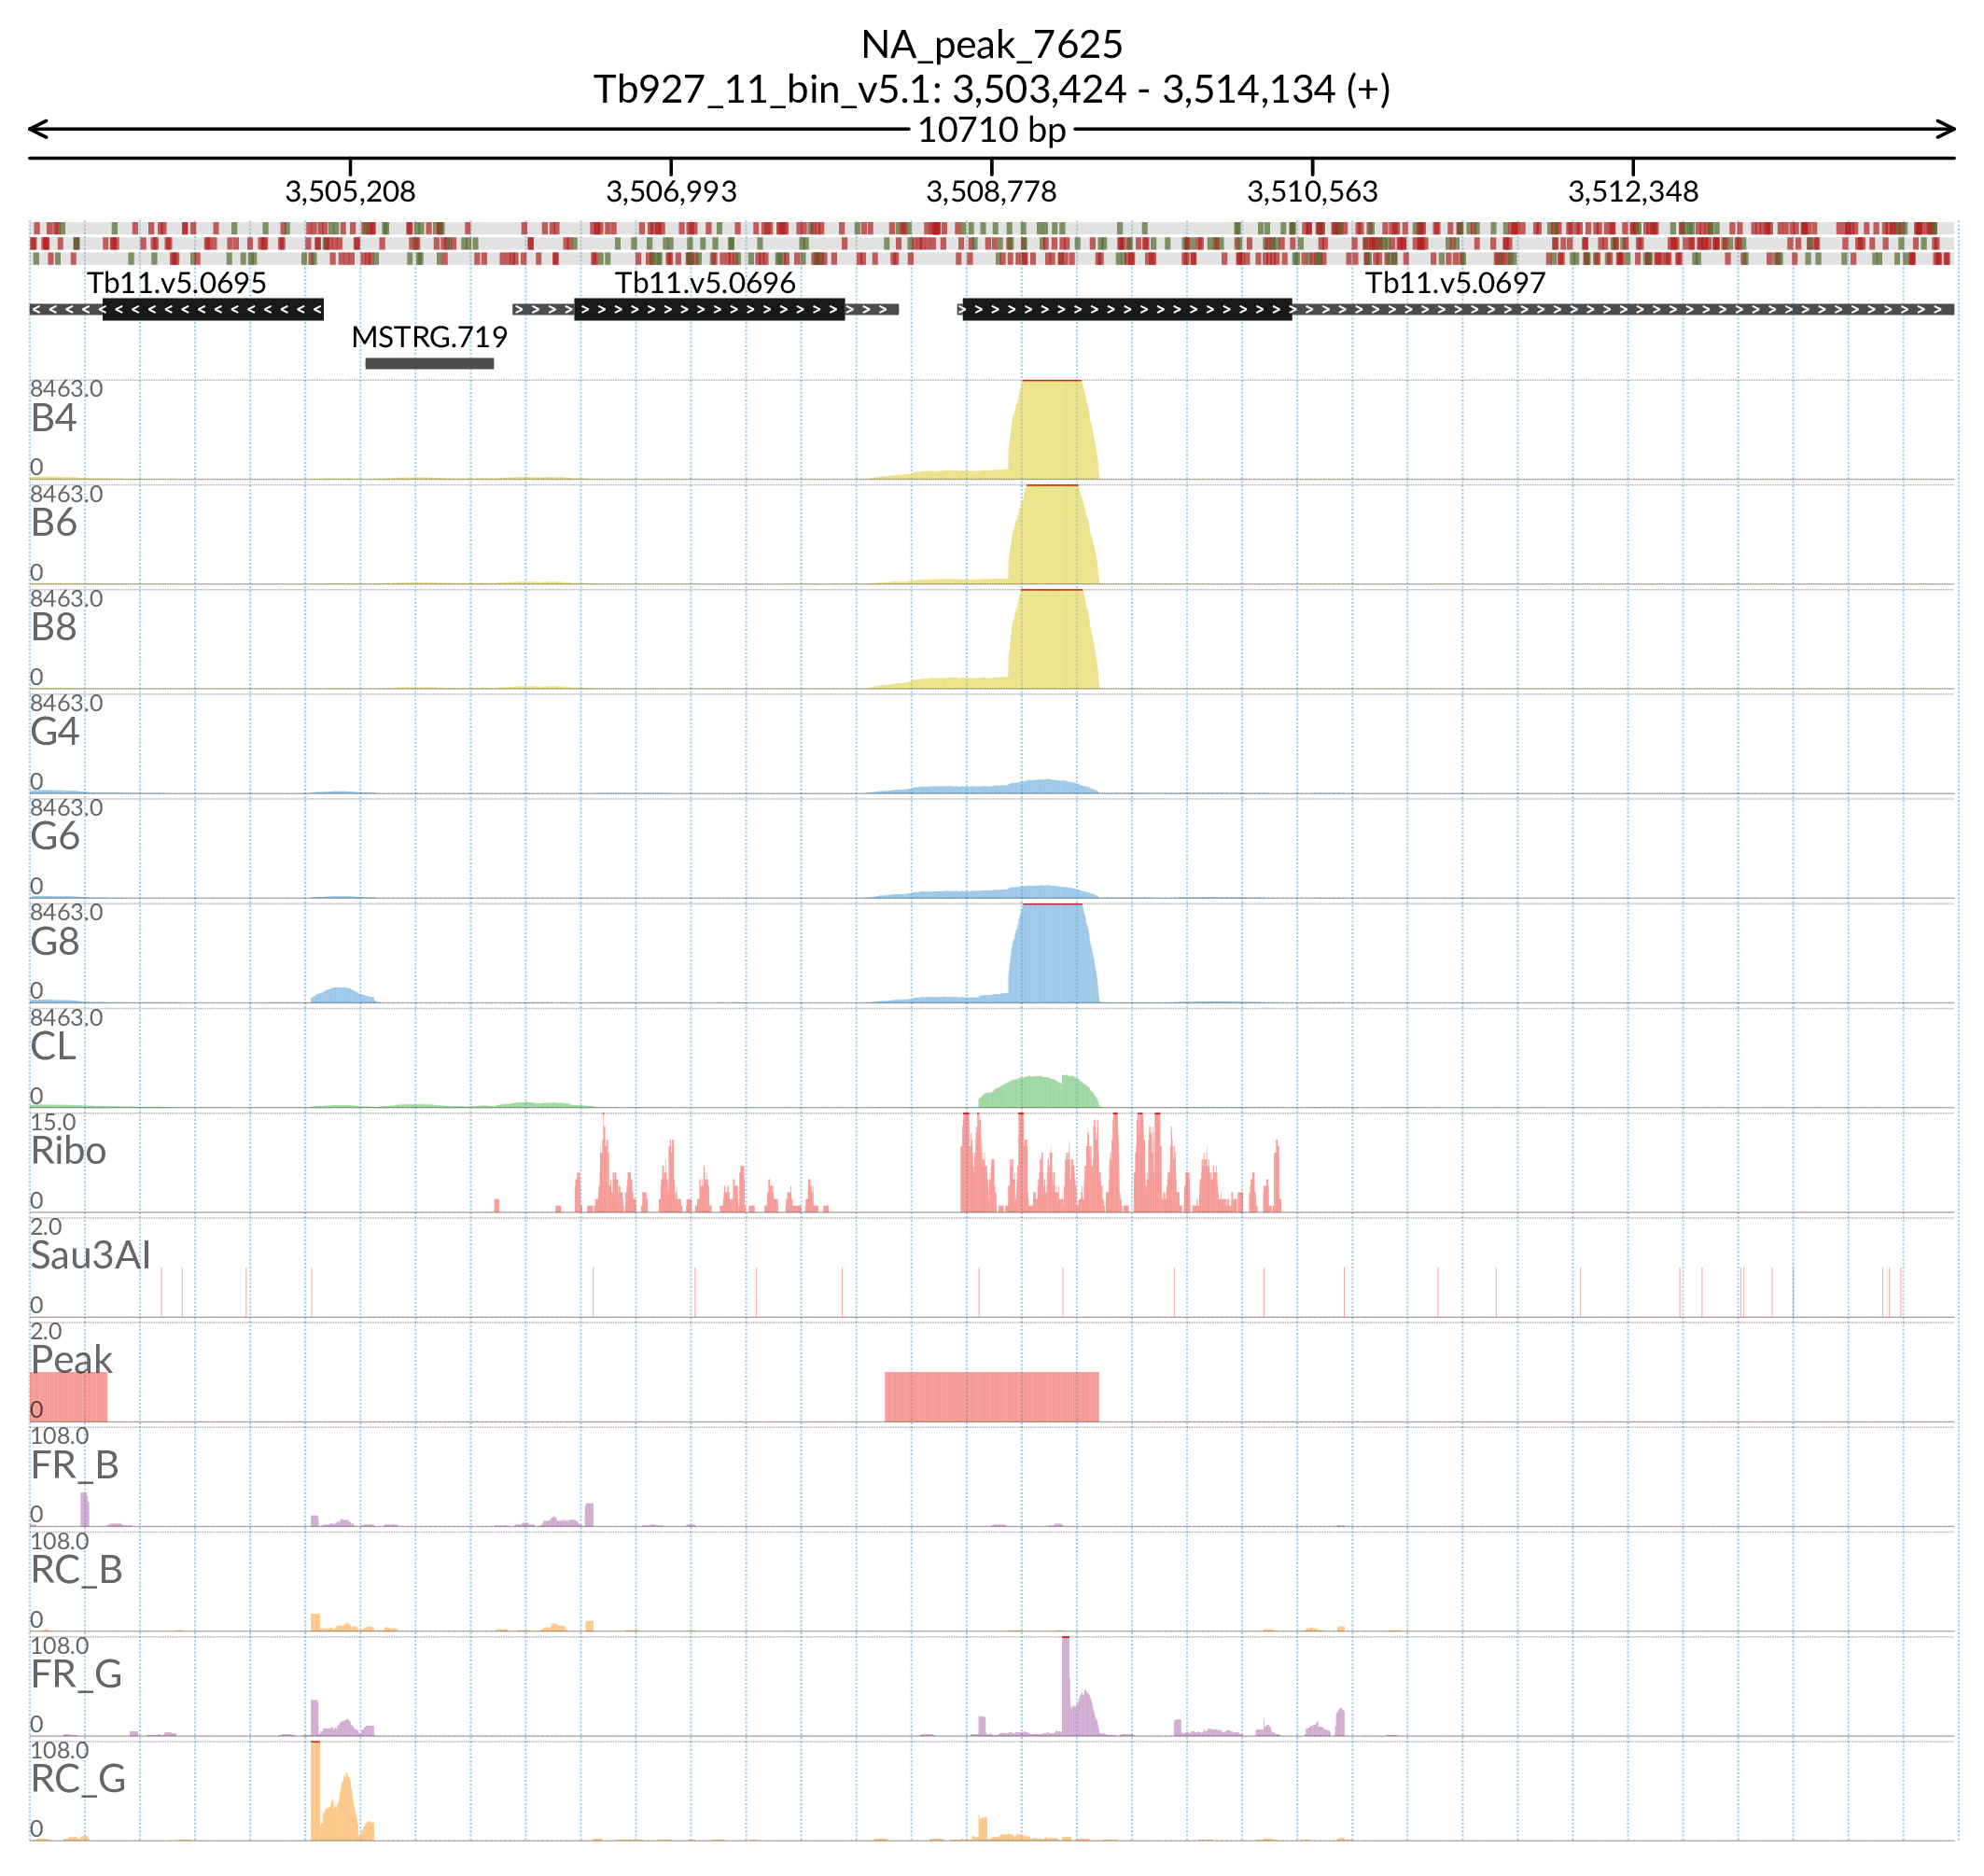 NA_peak_7625
Tb927_11_bin_v5.1: 3,503,424 - 3,514,134 (+)
10710 bp
3,505,208 3,506,993 3,508,778 3,510,563 3,512,348
Tb11.v5.0695 Tb11.v5.0696 Tb11.v5.0697
MSTRG.719
8463.0
B4
0
8463.0
B6
0
8463.0
B8
0
8463.0
G4
0
8463.0
G6
0
8463.0
G8
0
8463.0
CL
0
15.0
Ribo
0
2.0
Sau3AI
0
2.0
Peak
0
108.0
FR_B
0
108.0
RC_B
0
108.0
FR_G
0
108.0
RC_G
0